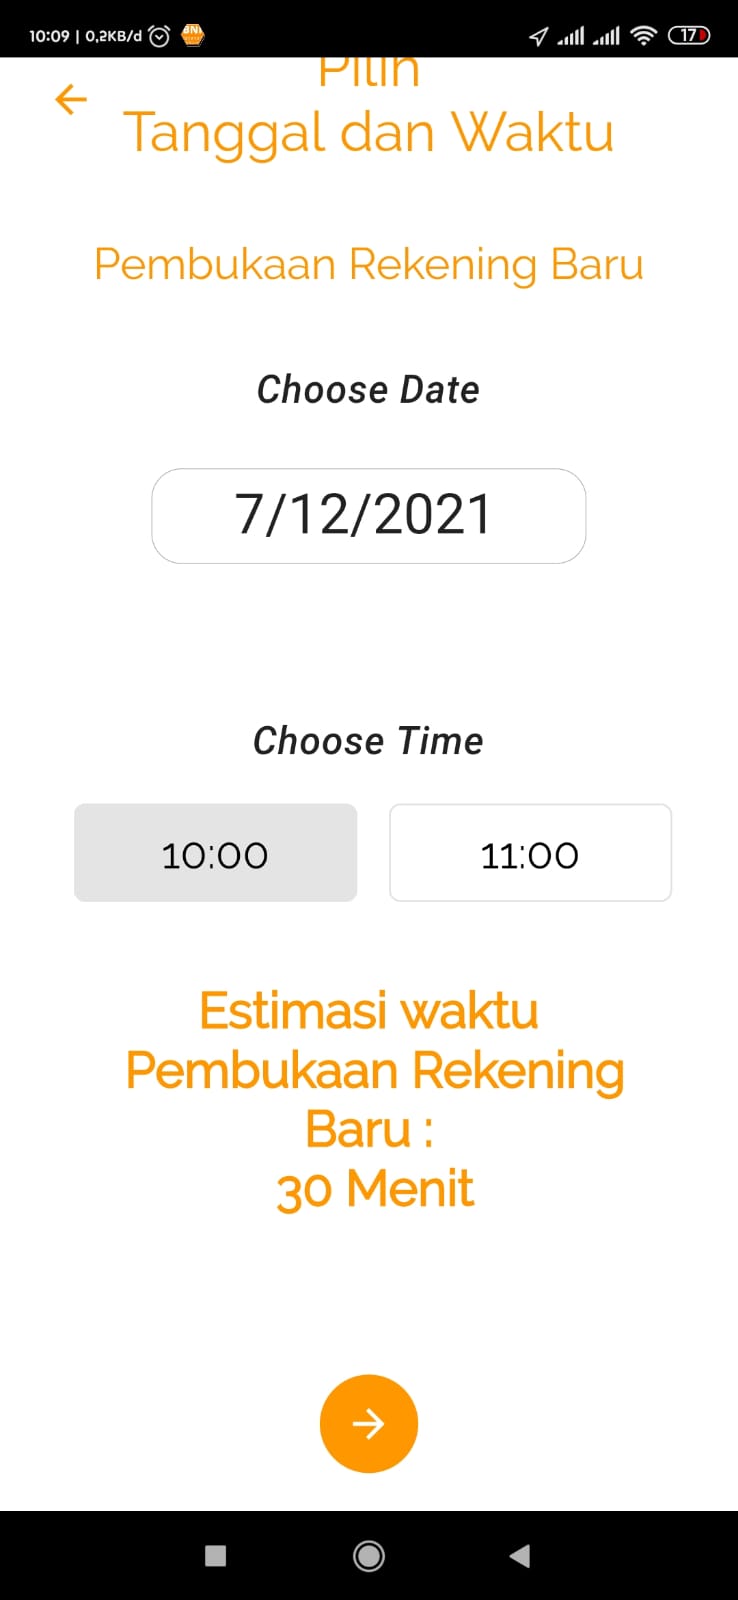 10:09 | 0,2KB/d
17
Pilih
Tanggal dan Waktu
Pembukaan Rekening Baru
Choose Date
7/12/2021
Choose Time
10:00
11:00
Estimasi waktu
Pembukaan Rekening
Baru :
30 Menit